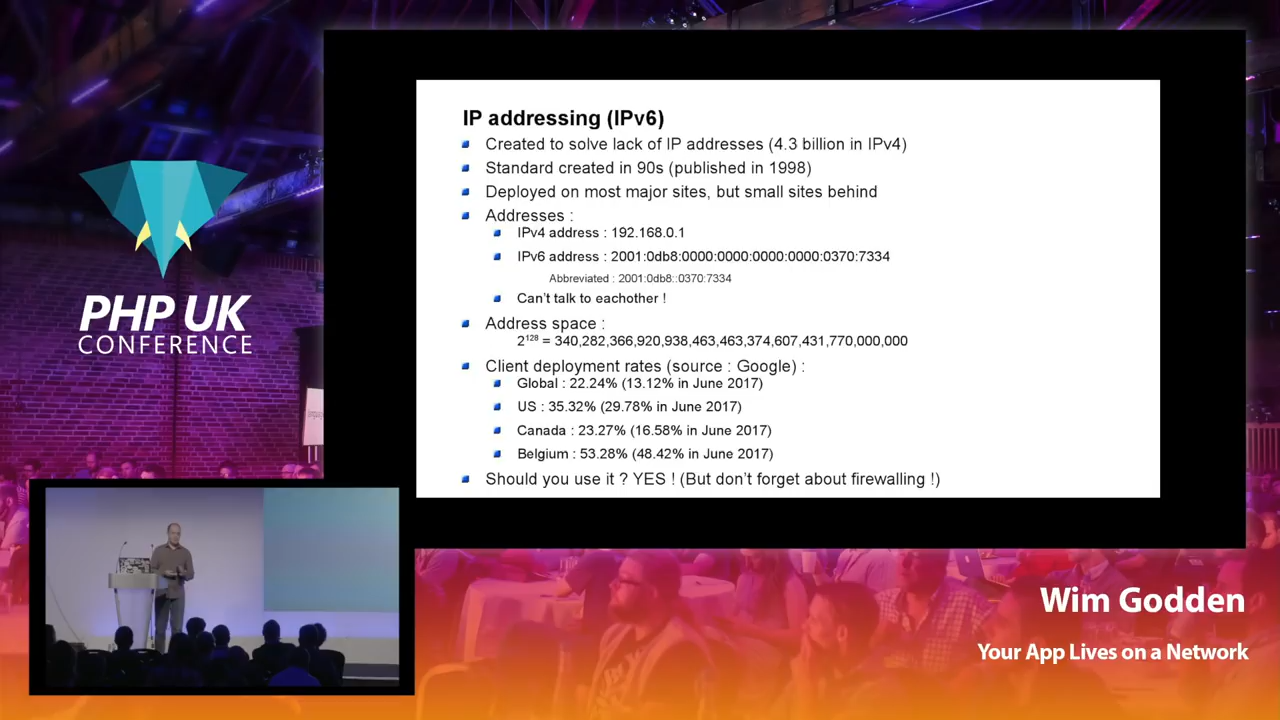 PHP UK
CONFERENCE
IP addressing (IPv6)
Created to solve lack of IP addresses (4.3 billion in IPv4)
Standard created in 90s (published in 1998)
Deployed on most major sites, but small sites behind
Addresses :
IPv4 address : 192.168.0.1
IPv6 address : 2001:0db8:0000:0000:0000:0000:0370:7334
Abbreviated : 2001:0db8::0370:7334
Can't talk to eachother !
Address space :
2¹²⁸ = 340,282,366,920,938,463,463,374,607,431,770,000,000
Client deployment rates (source : Google) :
Global : 22.24% (13.12% in June 2017)
US : 35.32% (29.78% in June 2017)
Canada : 23.27% (16.58% in June 2017)
Belgium : 53.28% (48.42% in June 2017)
Should you use it ? YES ! (But don't forget about firewalling !)
Wim Godden
Your App Lives on a Network